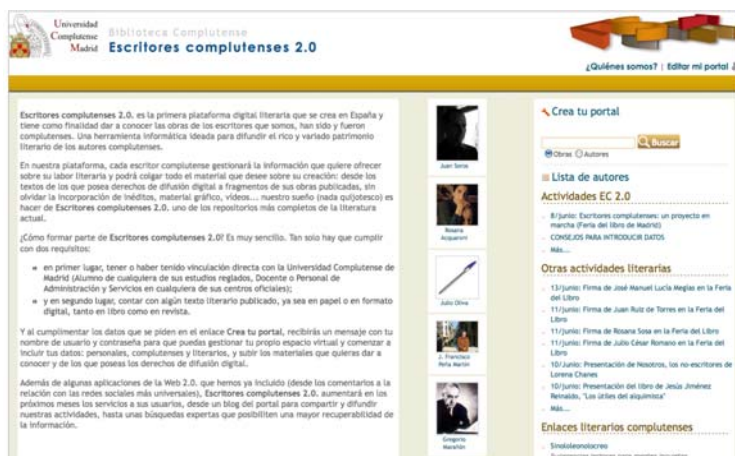 Universidad
Complutense
Madrid
Biblioteca Complutense
Escritores complutenses 2.0
¿Quiénes somos? | Editar mi portal
Escritores complutenses 2.0. es la primera plataforma digital literaria que se crea en España y
tiene como finalidad dar a conocer las obras de los escritores que somos, han sido y fueron
complutenses. Una herramienta informática ideada para difundir el rico y variado patrimonio
literario de los autores complutenses.
En nuestra plataforma, cada escritor complutense gestionará la información que quiere ofrecer
sobre su labor literaria y podrá colgar todo el material que desee sobre su creación: desde los
textos de los que posea derechos de difusión digital a fragmentos de sus obras publicadas, sin
olvidar la incorporación de inéditos, material gráfico, vídeos... nuestro sueño (nada quijotesco) es
hacer de Escritores complutenses 2.0. uno de los repositorios más completos de la literatura
actual.
¿Cómo formar parte de Escritores complutenses 2.0? Es muy sencillo. Tan solo hay que cumplir
con dos requisitos:
en primer lugar, tener o haber tenido vinculación directa con la Universidad Complutense de
Madrid (Alumno de cualquiera de sus estudios reglados, Docente o Personal de
Administración y Servicios en cualquiera de sus centros oficiales);
y en segundo lugar, contar con algún texto literario publicado, ya sea en papel o en formato
digital, tanto en libro como en revista.
Y al cumplimentar los datos que se piden en el enlace Crea tu portal, recibirás un mensaje con tu
nombre de usuario y contraseña para que puedas gestionar tu propio espacio virtual y comenzar a
incluir tus datos: personales, complutenses y literarios, y subir los materiales que quieras dar a
conocer y de los que poseas los derechos de difusión digital.
Además de algunas aplicaciones de la Web 2.0. que hemos ya incluido (desde los comentarios a la
relación con las redes sociales más universales), Escritores complutenses 2.0. aumentará en los
próximos meses los servicios a sus usuarios, desde un blog del portal para compartir y difundir
nuestras actividades, hasta unas búsquedas expertas que posibiliten una mayor recuperabilidad de
la información.
Juan Soros
Rosana
Acquaroni
Julio Oliva
J. Francisco
Peña Martín
Gregorio
Marañón
Crea tu portal
Buscar
Obras Autores
Lista de autores
Actividades EC 2.0
8/junio: Escritores complutenses: un proyecto en
marcha (Feria del libro de Madrid)
CONSEJOS PARA INTRODUCIR DATOS
Más...
Otras actividades literarias
13/junio: Firma de José Manuel Lucía Megías en la Feria
del Libro
11/junio: Firma de Juan Ruiz de Torres en la Feria del
Libro
11/junio: Firma de Rosana Sosa en la Feria del Libro
11/junio: Firma de Julio César Romano en la Feria del
Libro
10/junio: Presentación de Nosotros, los no-escritores de
Lorena Chanes
10/junio: Presentación del libro de Jesús Jiménez
Reinaldo, "Los útiles del alquimista"
Más...
Enlaces literarios complutenses
Sinololeonolocreo